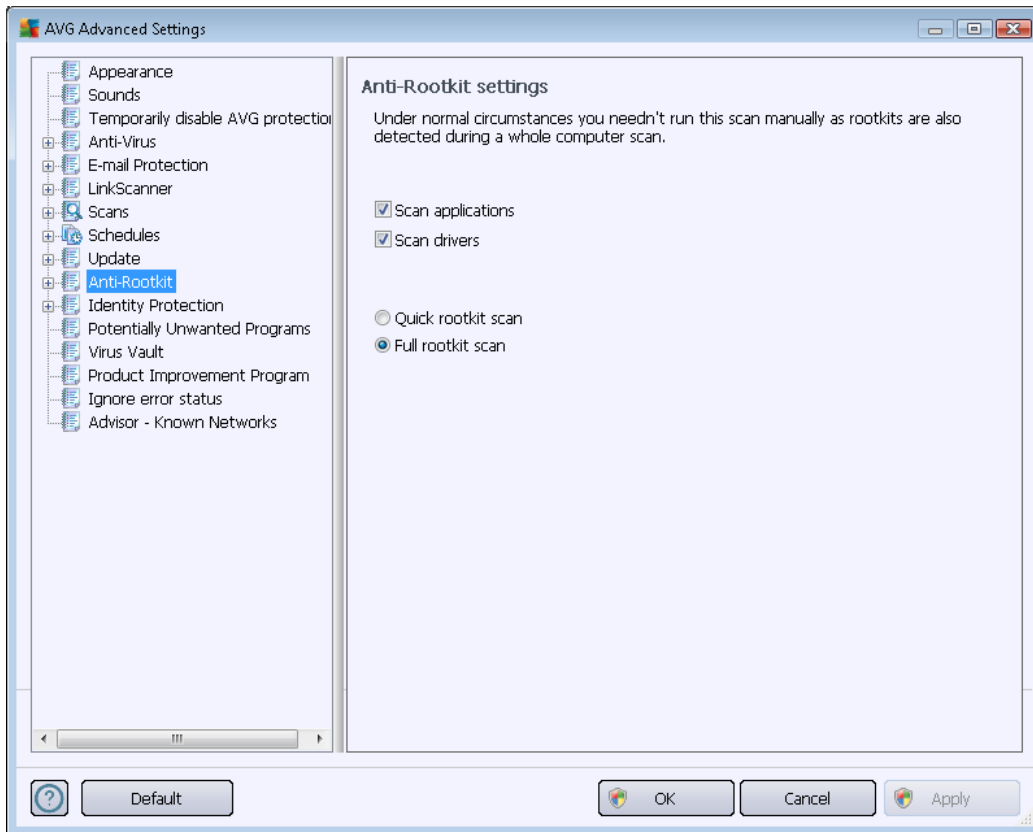 AVG Advanced Settings
Appearance
Sounds
Temporarily disable AVG protection
Anti-Virus
E-mail Protection
LinkScanner
Scans
Schedules
Update
Anti-Rootkit
Identity Protection
Potentially Unwanted Programs
Virus Vault
Product Improvement Program
Ignore error status
Advisor - Known Networks
Anti-Rootkit settings
Under normal circumstances you needn't run this scan manually as rootkits are also
detected during a whole computer scan.
Scan applications
Scan drivers
Quick rootkit scan
Full rootkit scan
Default
OK
Cancel
Apply